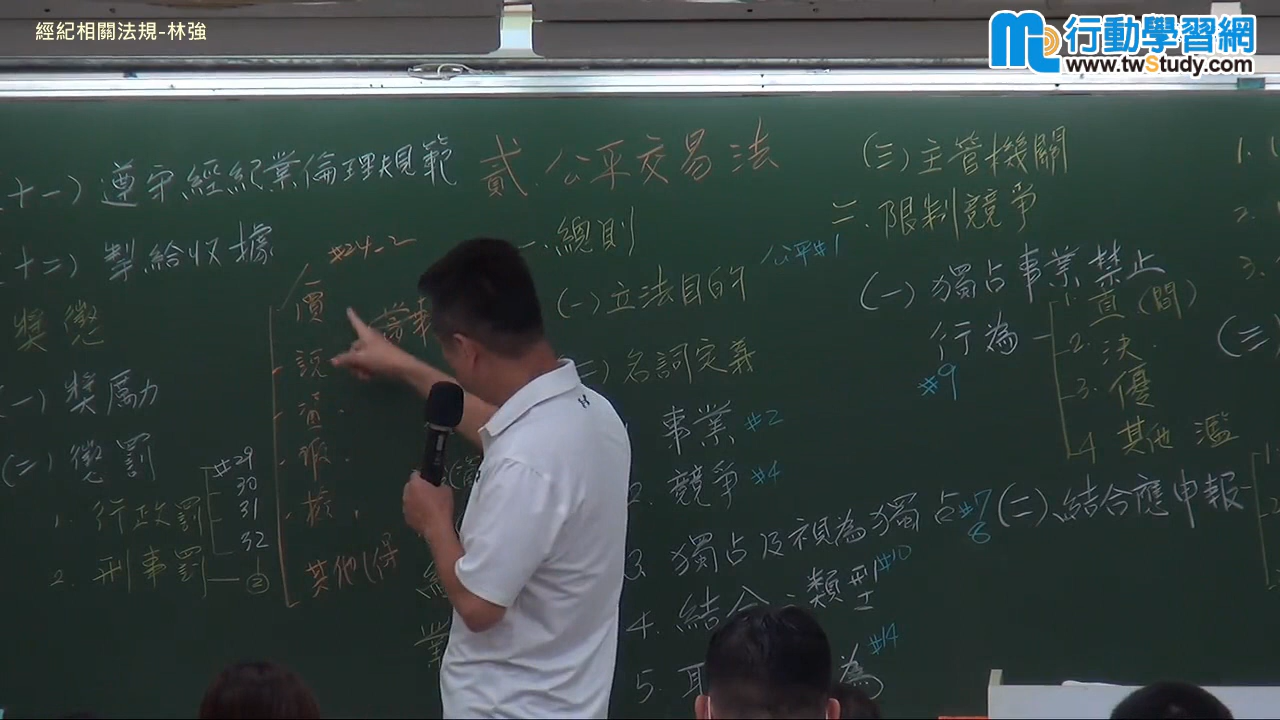 經紀相關法規-林強
行動學習網
www.twStudy.com
(十一) 遵守經紀業倫理規範
(十二) 掣給收據
獎懲
(一) 獎勵
(二) 懲罰
1. 行政罰
#29
30
31
32
2. 刑事罰
#24-2
價
說
其他(保
貳.公平交易法
一.總則
(一)立法目的
公平#1
名詞定義
事業 #2
2. 競爭 #4
3 獨占及視為獨占 #7
8
4. 結合、類型 #10
5.
為 #14
(三)主管機關
二.限制競爭
(一) 獨占事業禁止
行為
#9
1. 直(間)
2. 決.
3. 優
4 其他 濫
(二)、結合應申報
1.
2.
3.
(三